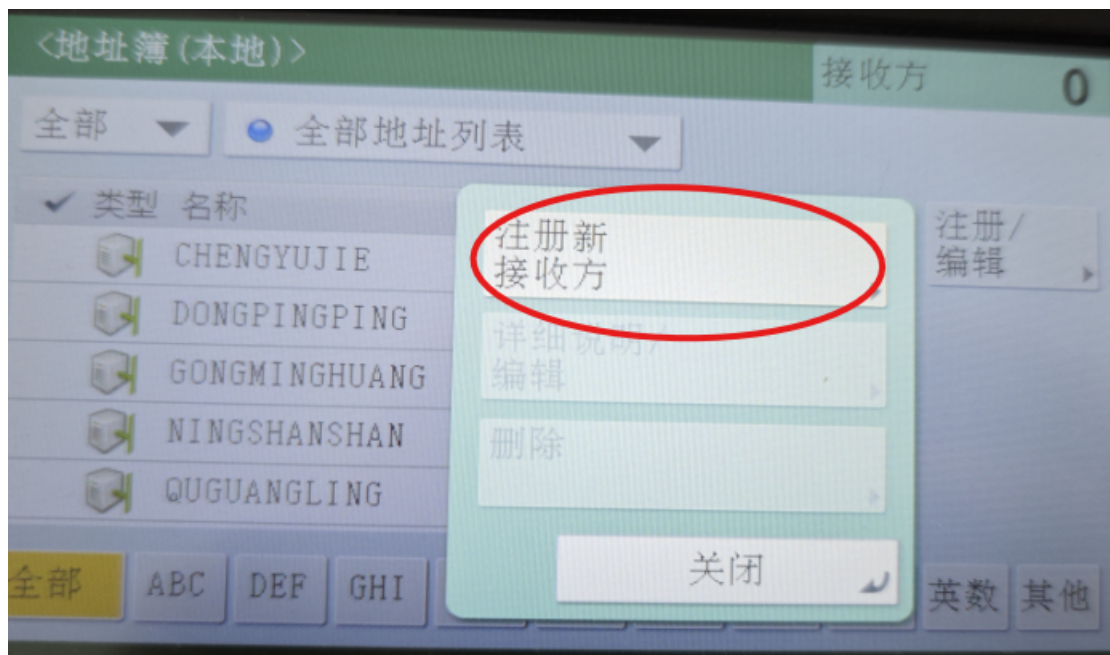 <地址簿(本地)>
接收方 0
全部
全部地址列表
类型 名称
CHENGYUJIE
DONGPINGPING
GONGMINGHUANG
NINGSHANSHAN
QUGUANGLING
注册新
接收方
详细说明/
编辑
删除
关闭
注册/
编辑
全部 ABC DEF GHI 英数 其他